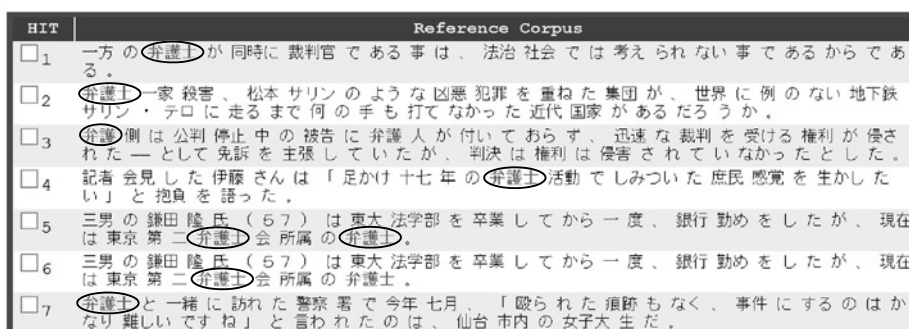 HIT Reference Corpus
1 一方 の 弁護士 が 同時に 裁判官 で ある 事 は 、 法治 社会 で は 考え られ ない 事 で ある から で あ
る 。
2 弁護士 一家 殺害 、 松本 サリン の よう な 凶悪 犯罪 を 重ね た 集団 が 、 世界 に 例 の ない 地下鉄
サリン ・ テロ に 走る まで 何 の 手 も 打て なかっ た 近代 国家 が ある だろ う か 。
3 弁護 側 は 公判 停止 中 の 被告 に 弁護 人 が 付い て おら ず 、 迅速 な 裁判 を 受ける 権利 が 侵さ
れ た ― として 免訴 を 主張 し て い た が 、 判決 は 権利 は 侵害 さ れ て い なかっ た と し た 。
4 記者 会見 し た 伊藤 さん は 「 足かけ 十七 年 の 弁護士 活動 で しみつい た 庶民 感覚 を 生かし た
い 」 と 抱負 を 語っ た 。
5 三男 の 鎌田 隆 氏 ( 5 7 ) は 東大 法学部 を 卒業 し て から 一 度 、 銀行 勤め を し た が 、 現在
は 東京 第 二 弁護士 会 所属 の 弁護士 。
6 三男 の 鎌田 隆 氏 ( 5 7 ) は 東大 法学部 を 卒業 し て から 一 度 、 銀行 勤め を し た が 、 現在
は 東京 第 二 弁護士 会 所属 の 弁護士 。
7 弁護士 と 一緒 に 訪れ た 警察 署 で 今年 七月 、 「 殴ら れ た 痕跡 も なく 、 事件 に する の は か
なり 難しい です ね 」 と 言わ れ た の は 、 仙台 市内 の 女子大 生 だ 。